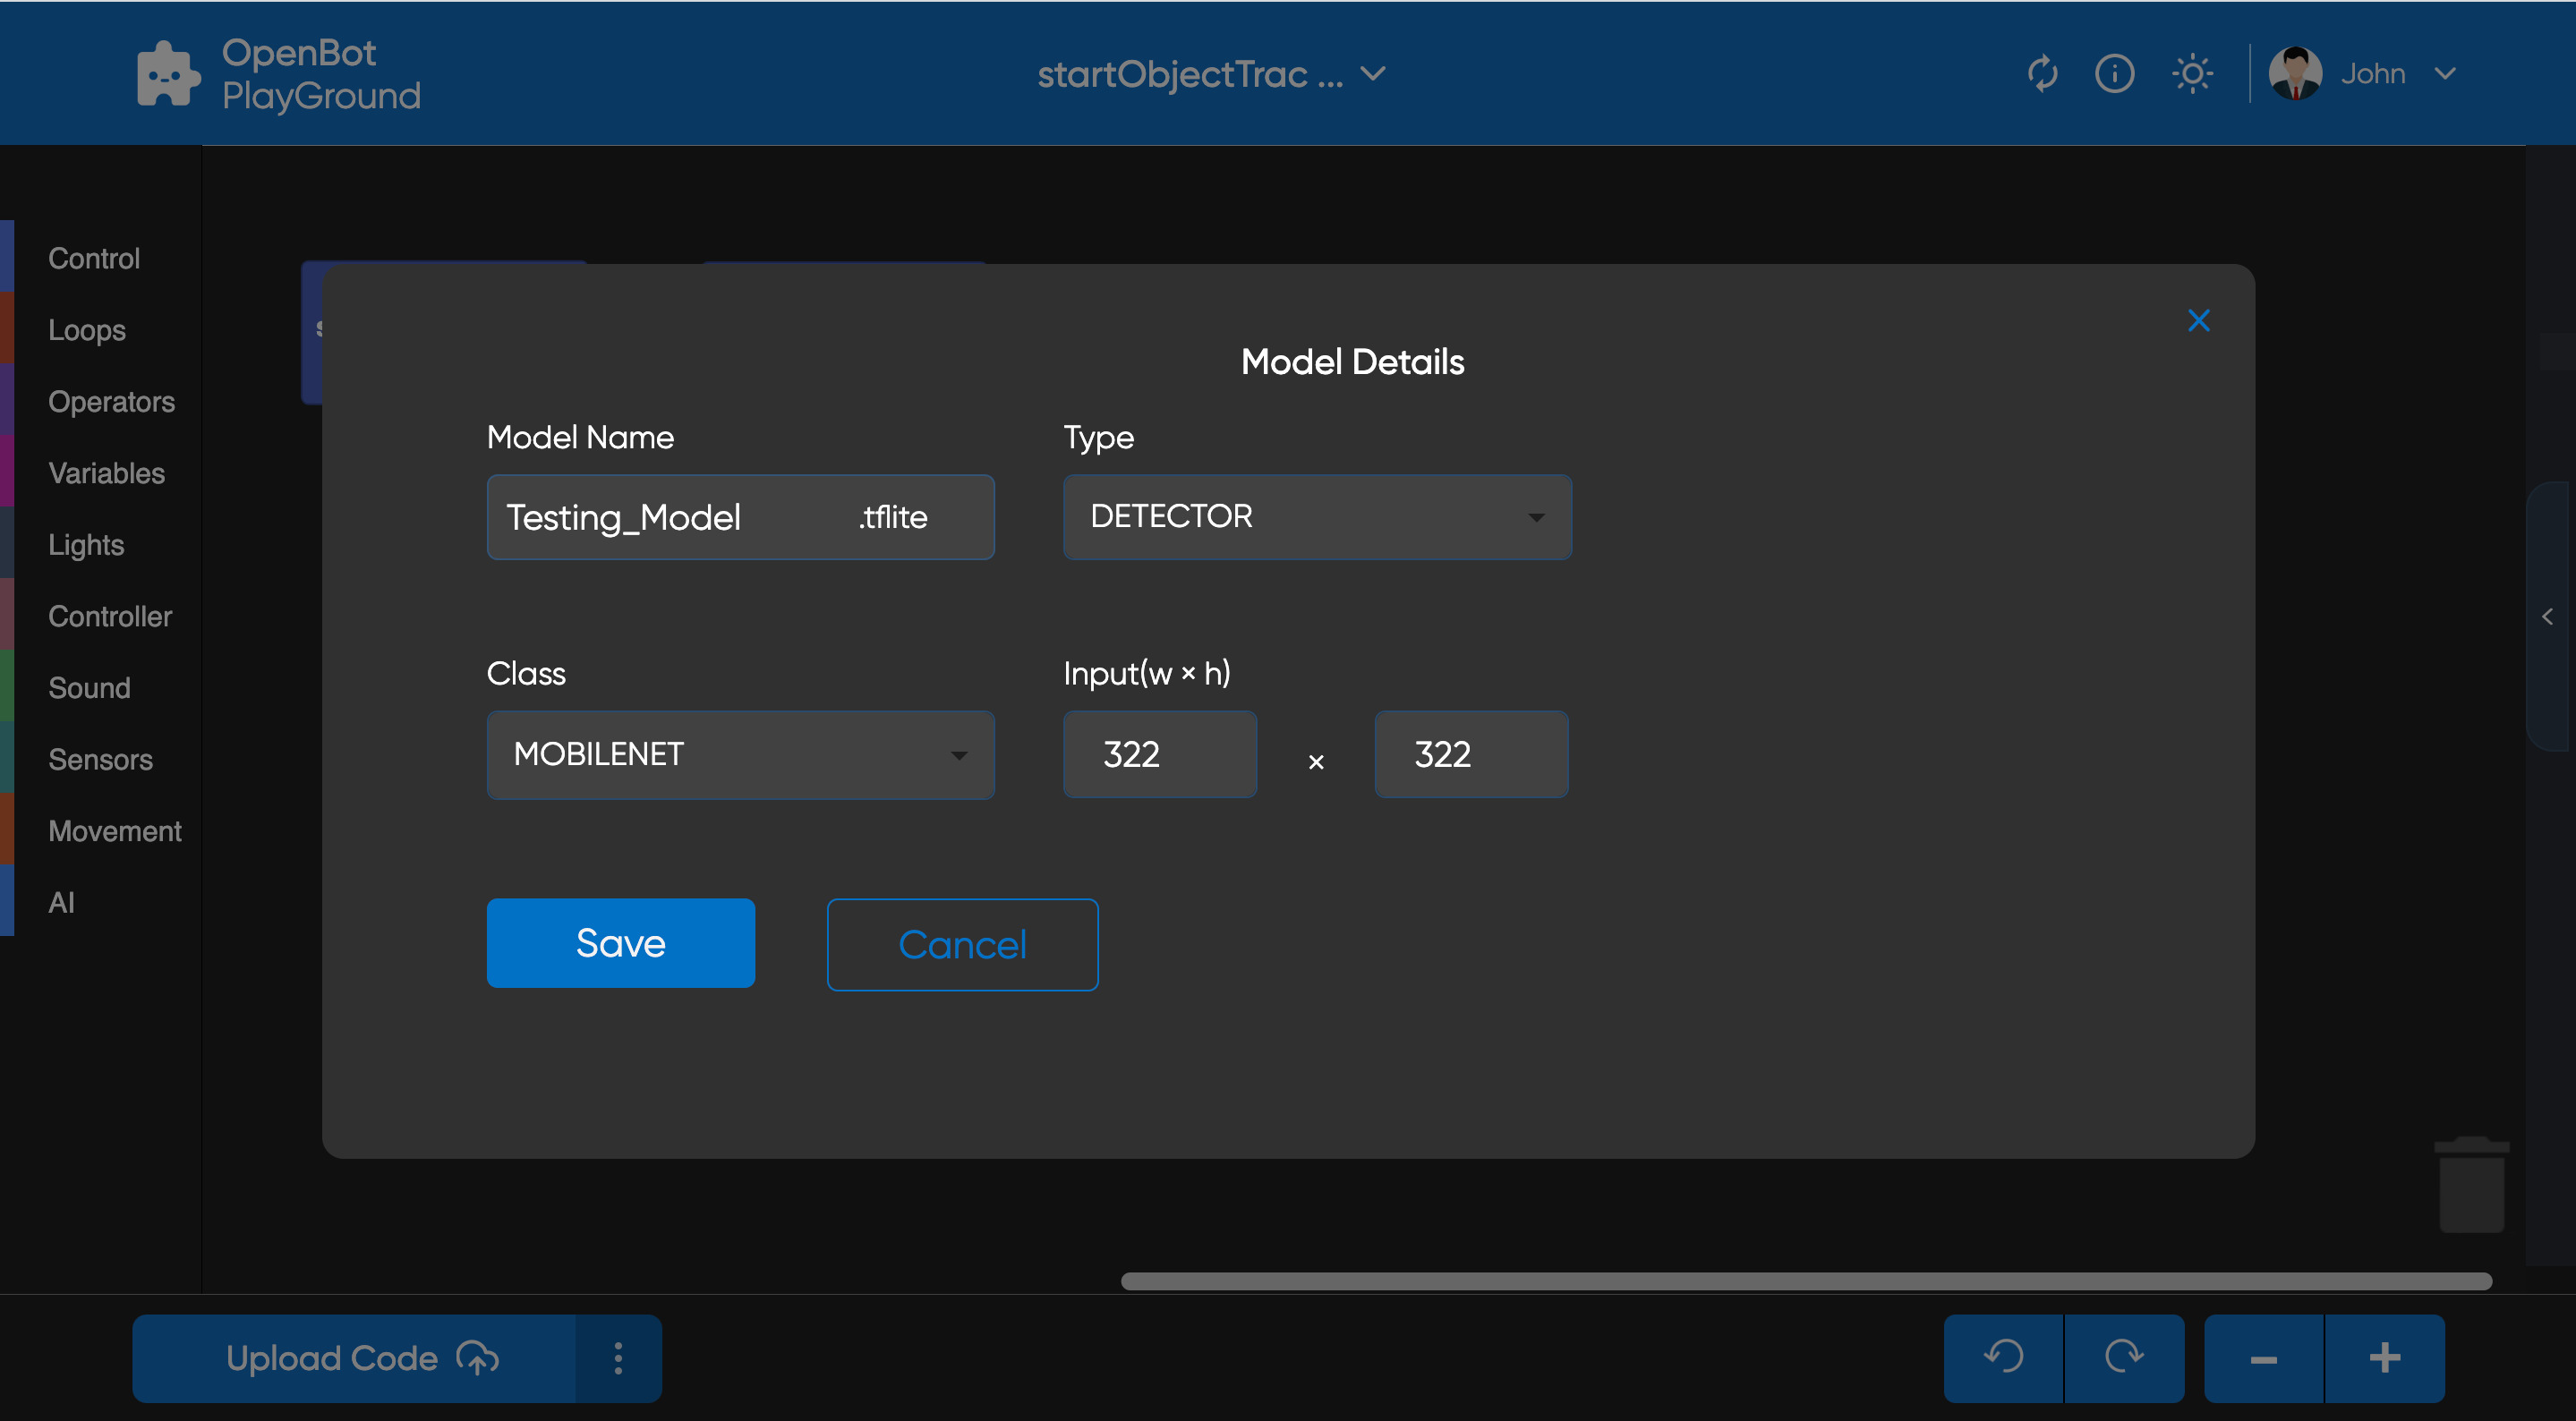 OpenBot
PlayGround
startObjectTrac ...
John
Control
Loops
Operators
Variables
Lights
Controller
Sound
Sensors
Movement
AI
Model Details
Model Name
Type
Testing_Model .tflite
DETECTOR
Class
Input(w × h)
MOBILENET
322 × 322
Save
Cancel
Upload Code